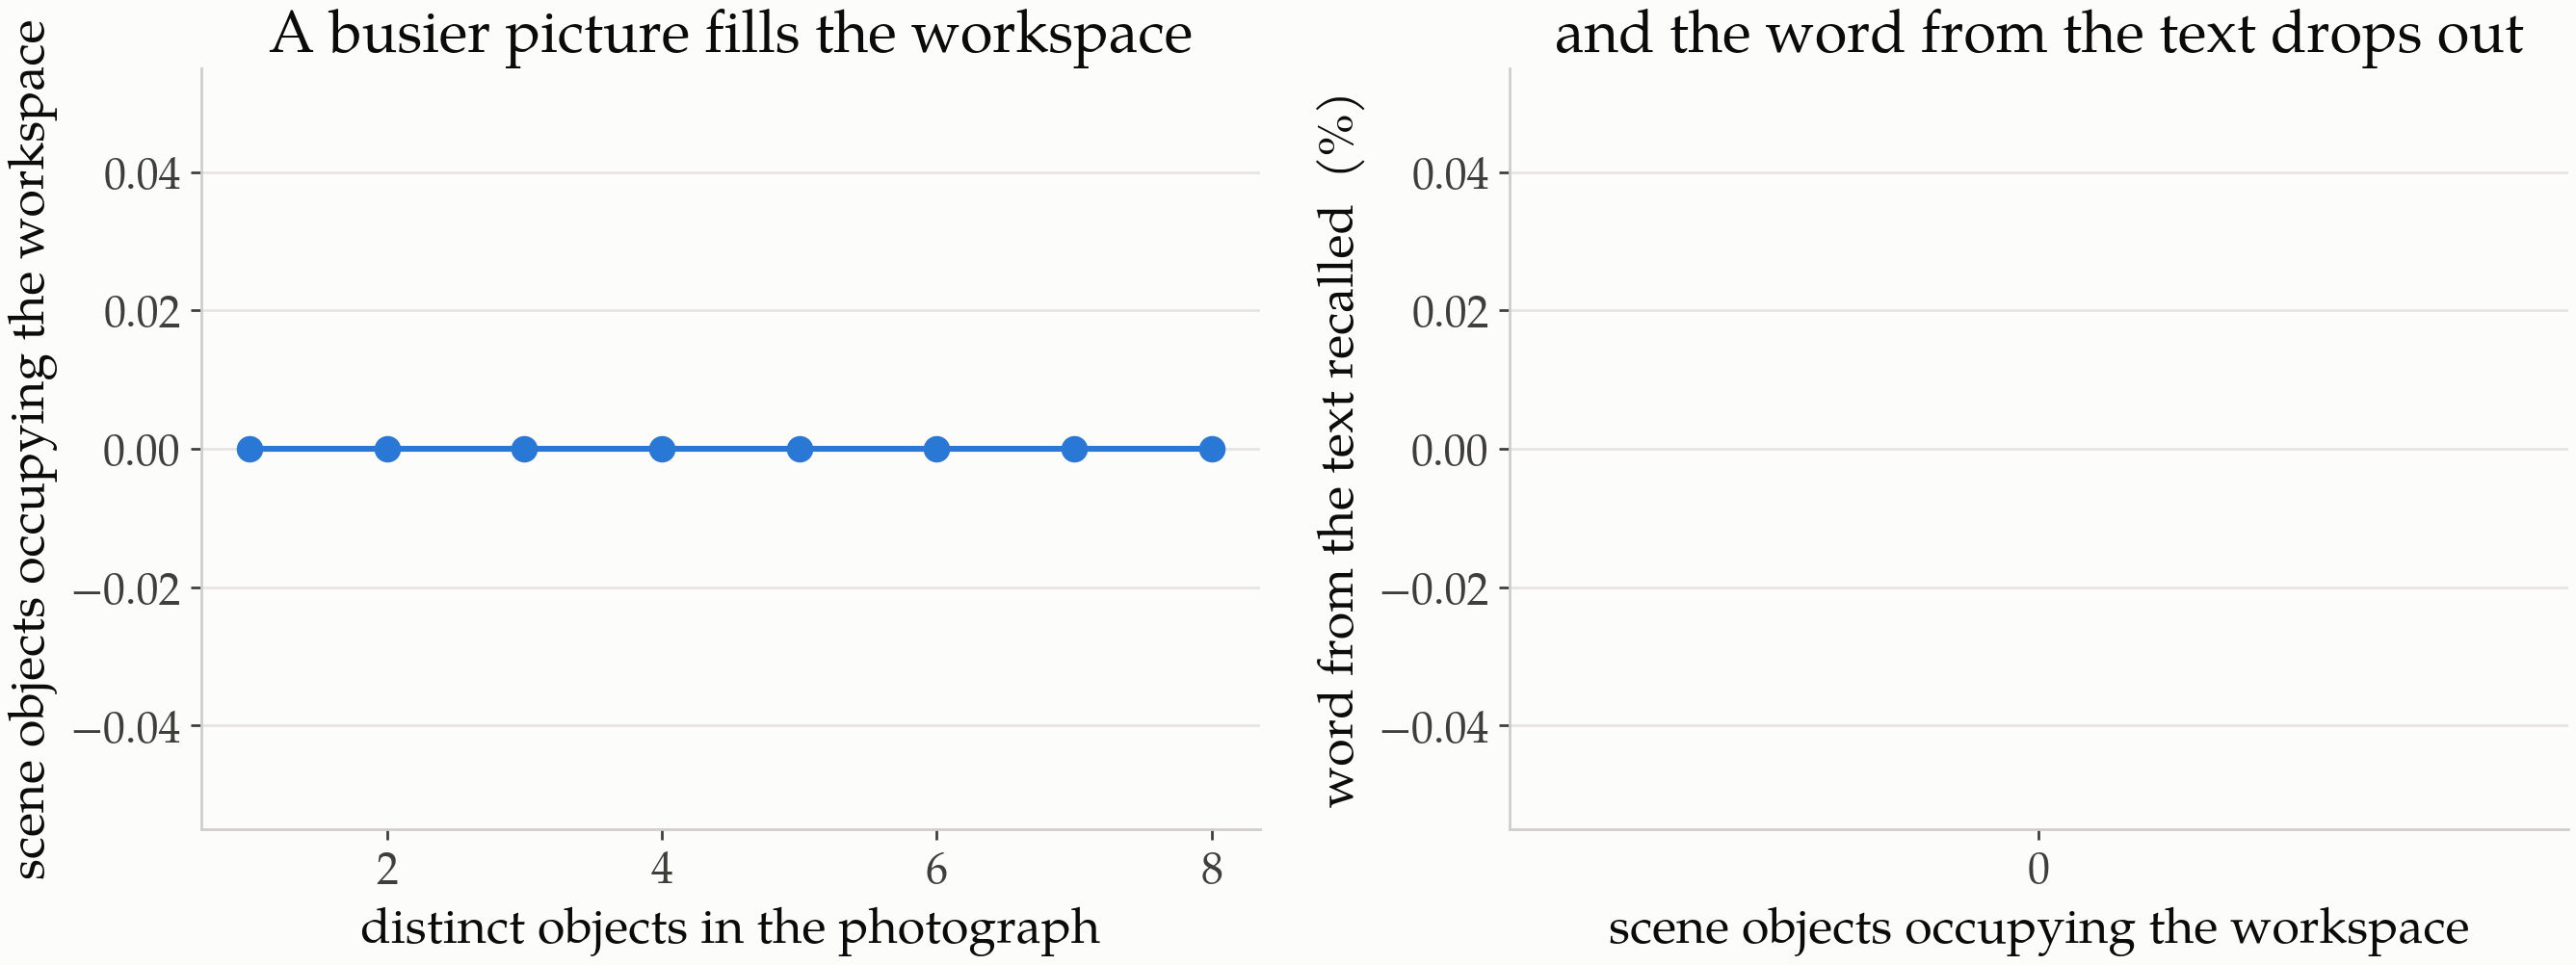 A busier picture fills the workspace
scene objects occupying the workspace
0.04
0.02
0.00
−0.02
−0.04
2 4 6 8
distinct objects in the photograph
and the word from the text drops out
word from the text recalled (%)
0.04
0.02
0.00
−0.02
−0.04
0
scene objects occupying the workspace